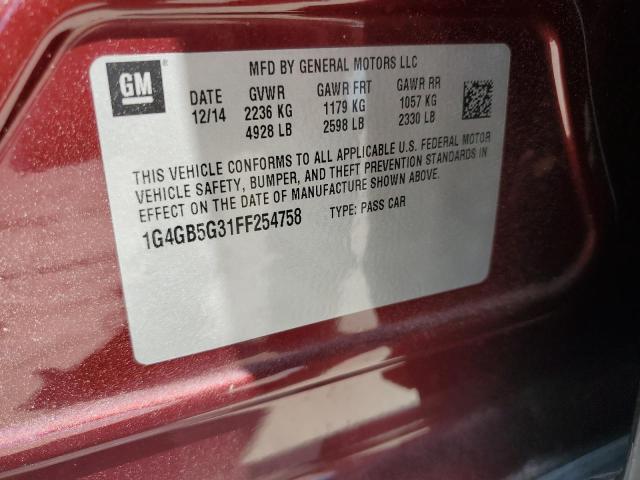 GM ®
MFD BY GENERAL MOTORS LLC
DATE GVWR GAWR FRT GAWR RR
12/14 2236 KG 1179 KG 1057 KG
4928 LB 2598 LB 2330 LB
THIS VEHICLE CONFORMS TO ALL APPLICABLE U.S. FEDERAL MOTOR
VEHICLE SAFETY, BUMPER, AND THEFT PREVENTION STANDARDS IN
EFFECT ON THE DATE OF MANUFACTURE SHOWN ABOVE.
1G4GB5G31FF254758 TYPE: PASS CAR